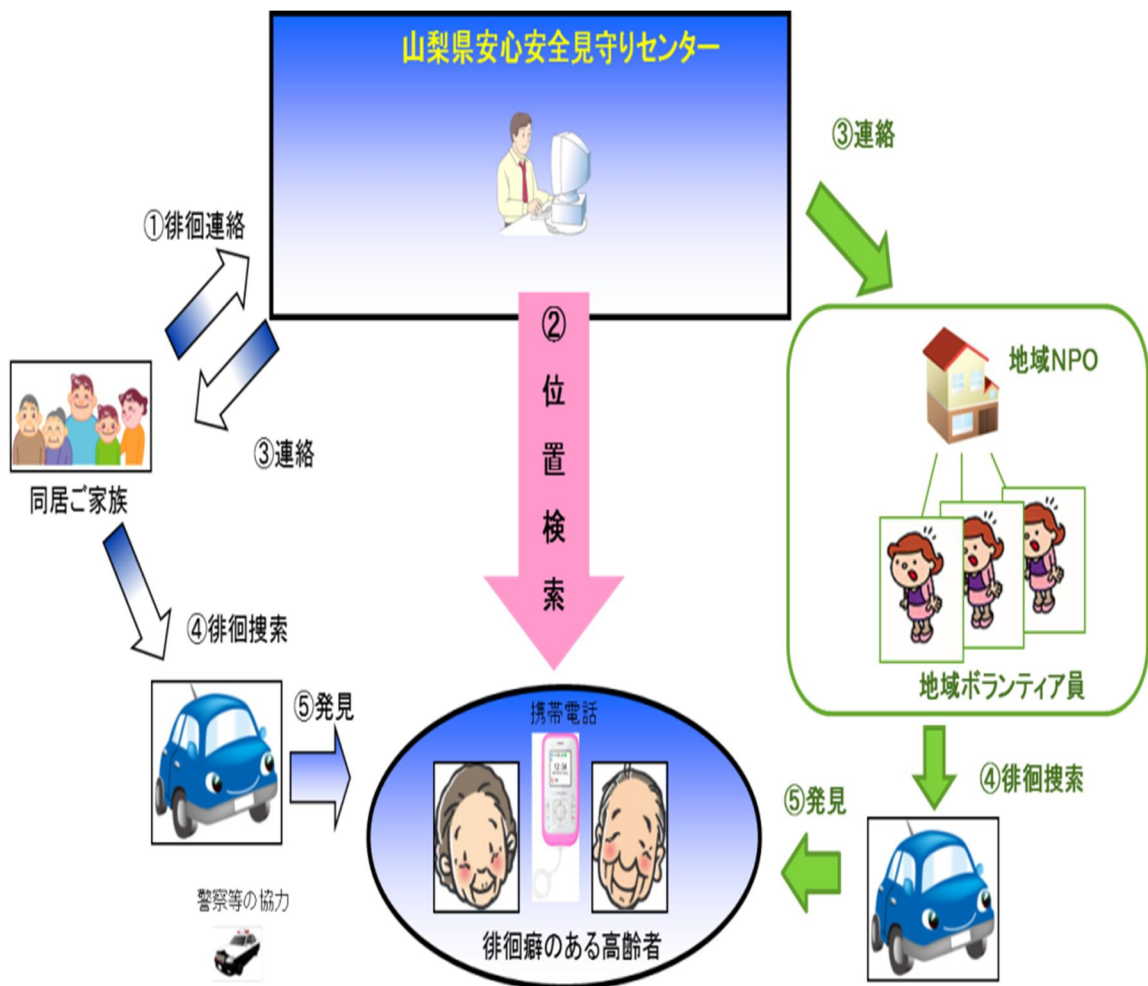 山梨県安心安全見守りセンター
①徘徊連絡
③連絡
②位置検索
③連絡
同居ご家族
地域NPO
地域ボランティア員
④徘徊捜索
④徘徊捜索
⑤発見
⑤発見
携帯電話
12:34
徘徊癖のある高齢者
警察等の協力